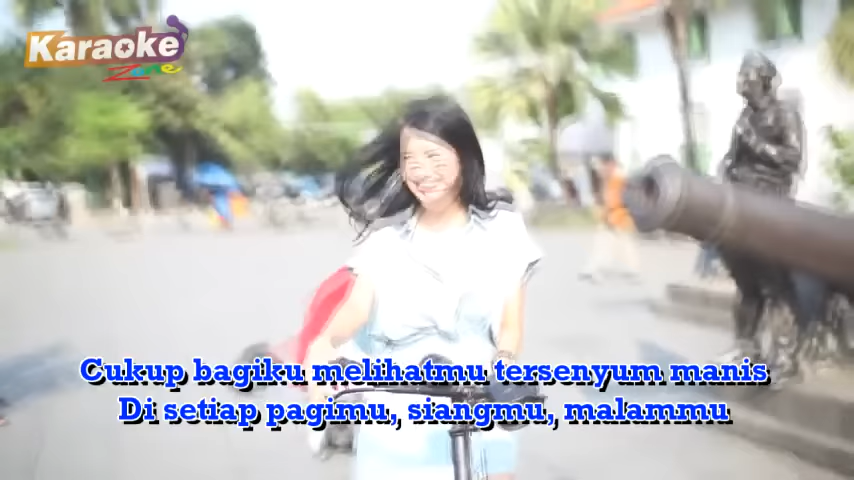 Karaoke
Zone
Cukup bagiku melihatmu tersenyum manis
Di setiap pagimu, siangmu, malammu